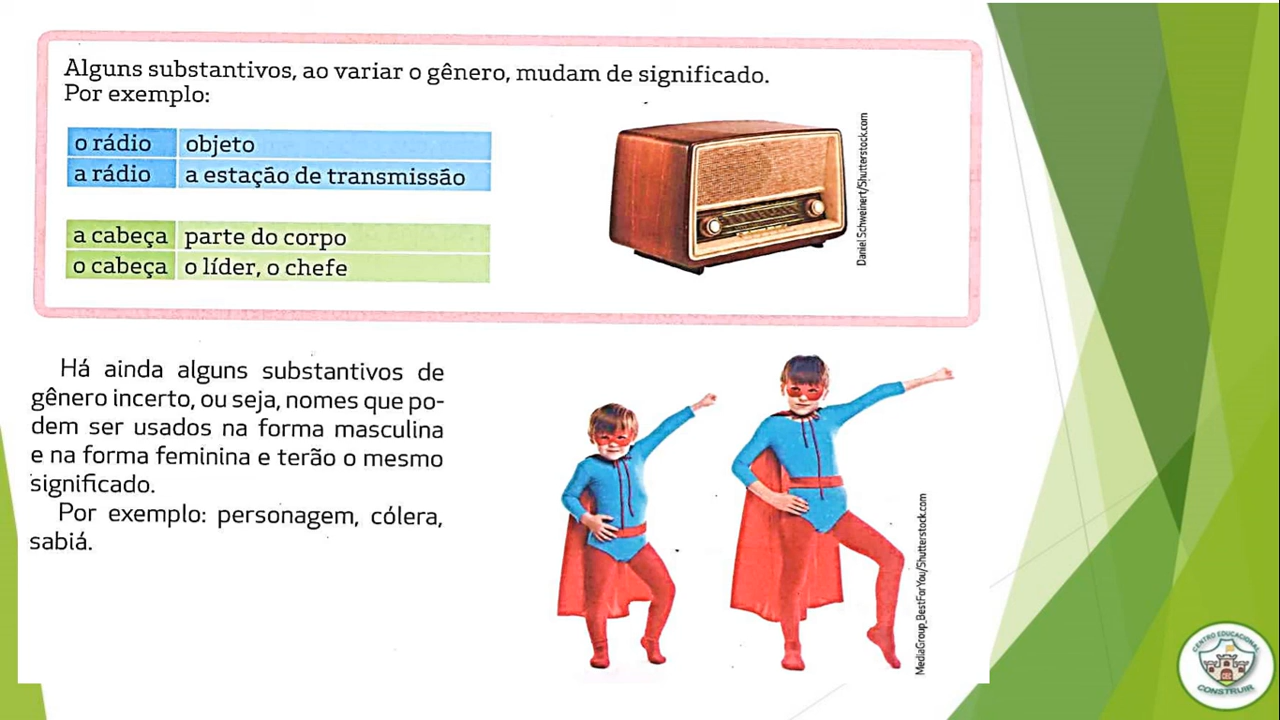 Alguns substantivos, ao variar o gênero, mudam de significado.
Por exemplo:
o rádio objeto
a rádio a estação de transmissão
a cabeça parte do corpo
o cabeça o líder, o chefe
Daniel Schweinert/Shutterstock.com
Há ainda alguns substantivos de
gênero incerto, ou seja, nomes que po-
dem ser usados na forma masculina
e na forma feminina e terão o mesmo
significado.
Por exemplo: personagem, cólera,
sabiá.
MediaGroup_BestForYou/Shutterstock.com
CENTRO EDUCACIONAL
CONSTRUIR